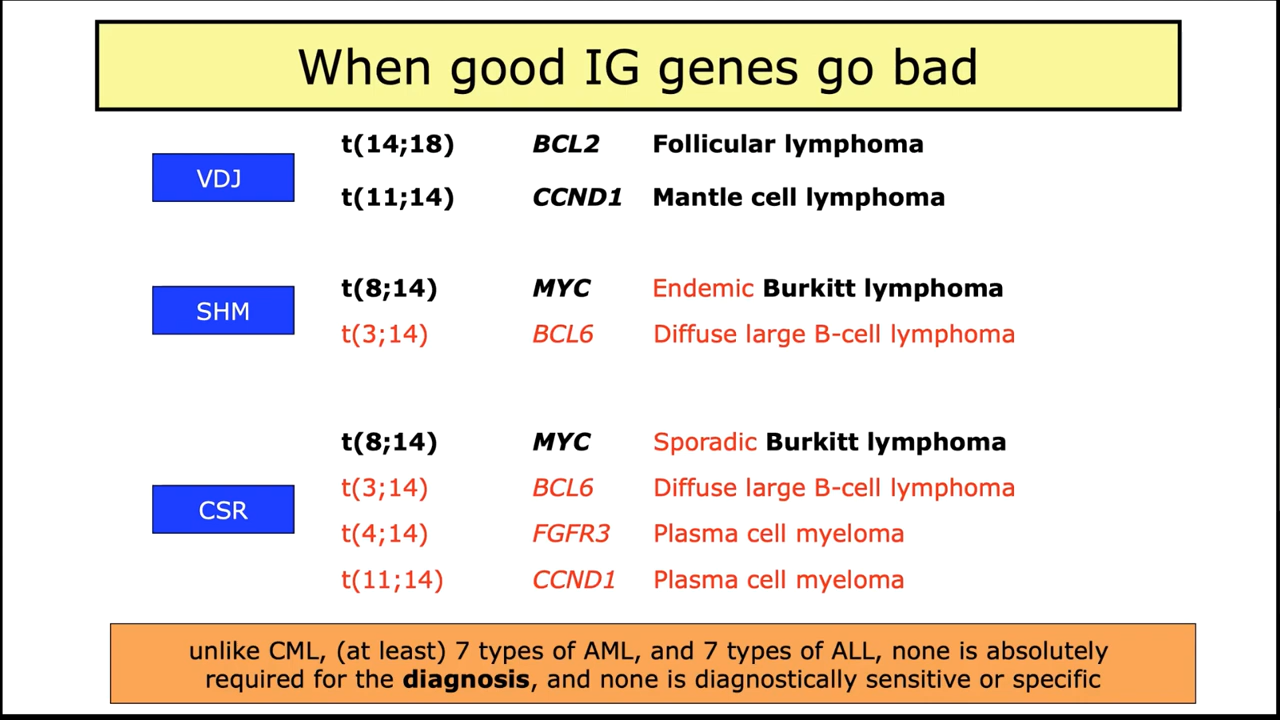 When good IG genes go bad
VDJ
t(14;18) BCL2 Follicular lymphoma
t(11;14) CCND1 Mantle cell lymphoma
SHM
t(8;14) MYC Endemic Burkitt lymphoma
t(3;14) BCL6 Diffuse large B-cell lymphoma
CSR
t(8;14) MYC Sporadic Burkitt lymphoma
t(3;14) BCL6 Diffuse large B-cell lymphoma
t(4;14) FGFR3 Plasma cell myeloma
t(11;14) CCND1 Plasma cell myeloma
unlike CML, (at least) 7 types of AML, and 7 types of ALL, none is absolutely
required for the diagnosis, and none is diagnostically sensitive or specific